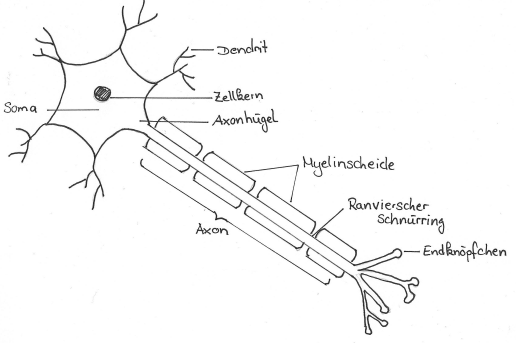 Dendrit
Zellkern
Soma
Axonhügel
Myelinscheide
Ranvierscher
Schnürring
Axon
Endknöpfchen